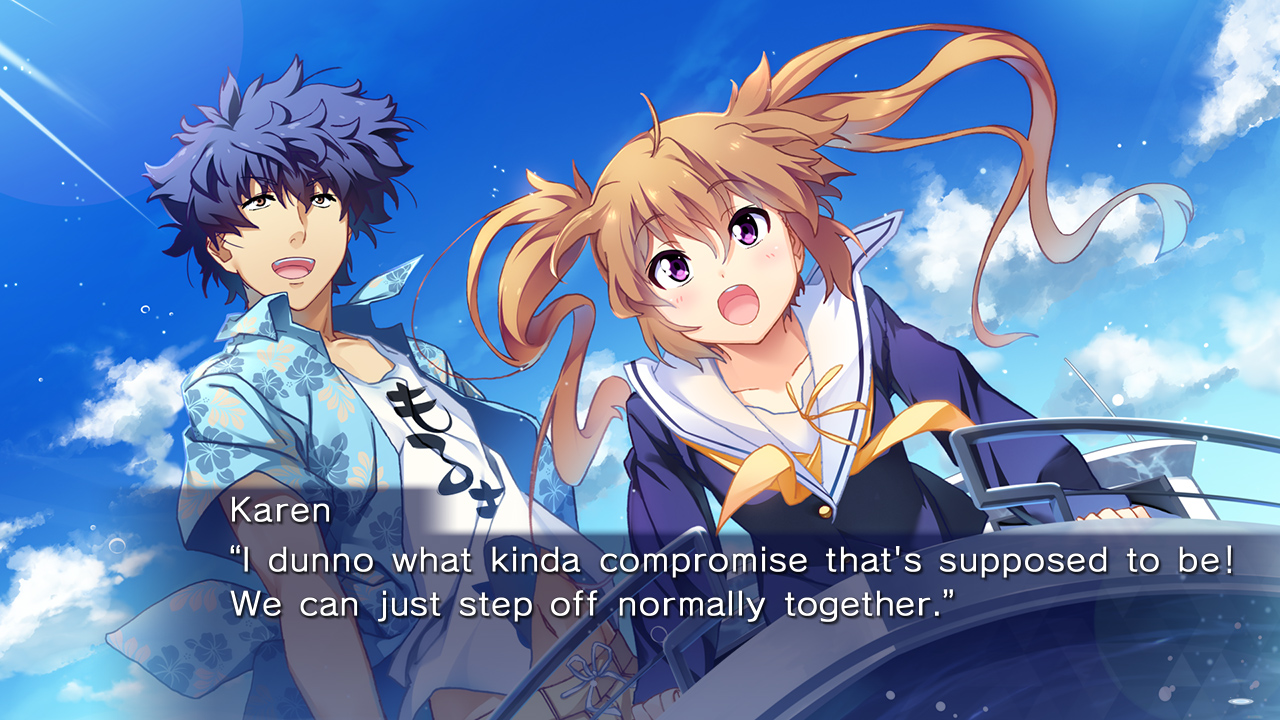 Karen
“I dunno what kinda compromise that's supposed to be!
We can just step off normally together.”